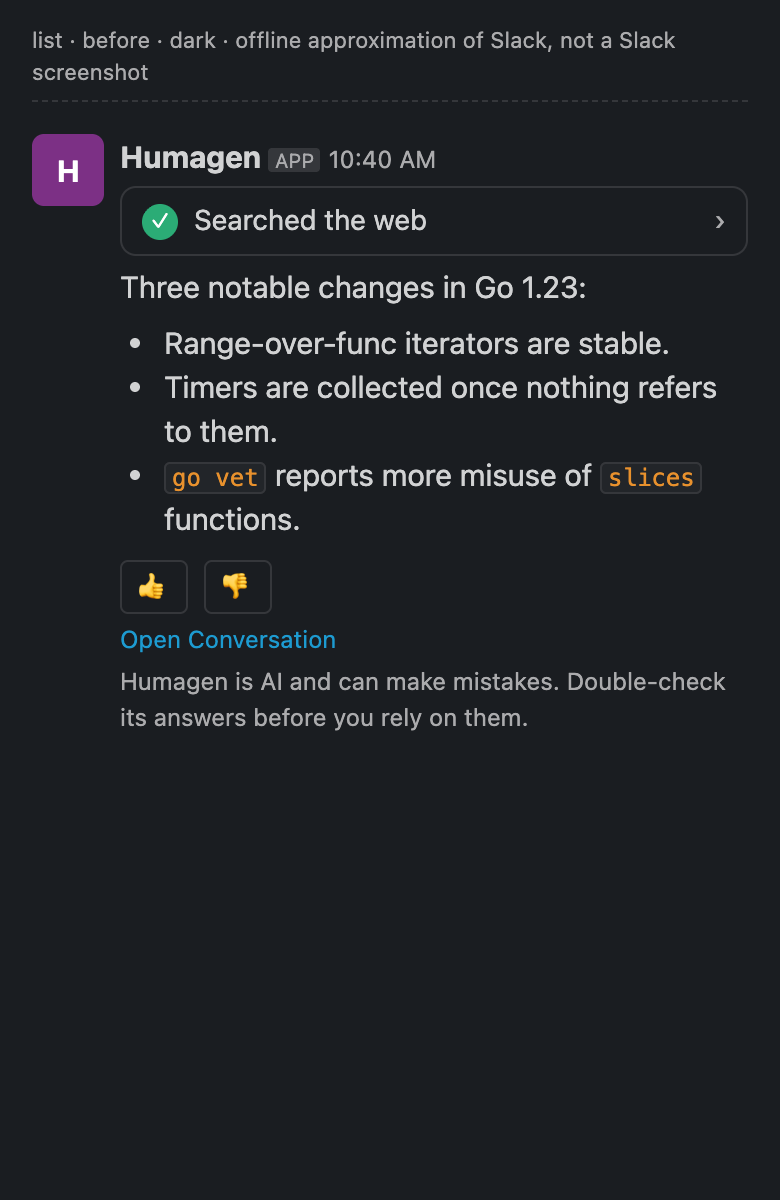 list · before · dark · offline approximation of Slack, not a Slack
screenshot
H
Humagen APP 10:40 AM
Searched the web ›
Three notable changes in Go 1.23:
• Range-over-func iterators are stable.
• Timers are collected once nothing refers
to them.
• go vet reports more misuse of slices
functions.
Open Conversation
Humagen is AI and can make mistakes. Double-check
its answers before you rely on them.